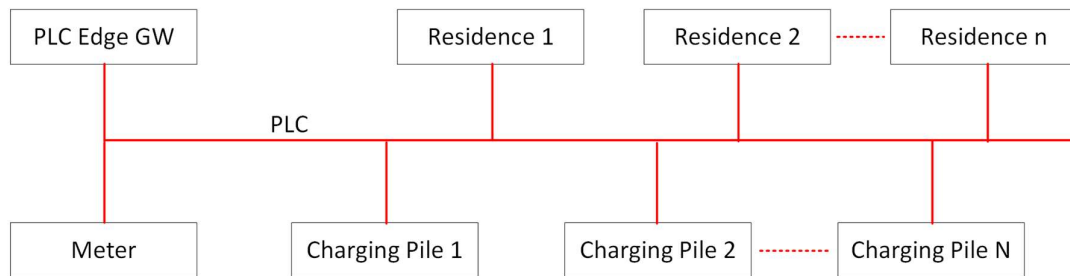 PLC Edge GW
Residence 1
Residence 2
Residence n
PLC
Meter
Charging Pile 1
Charging Pile 2
Charging Pile N